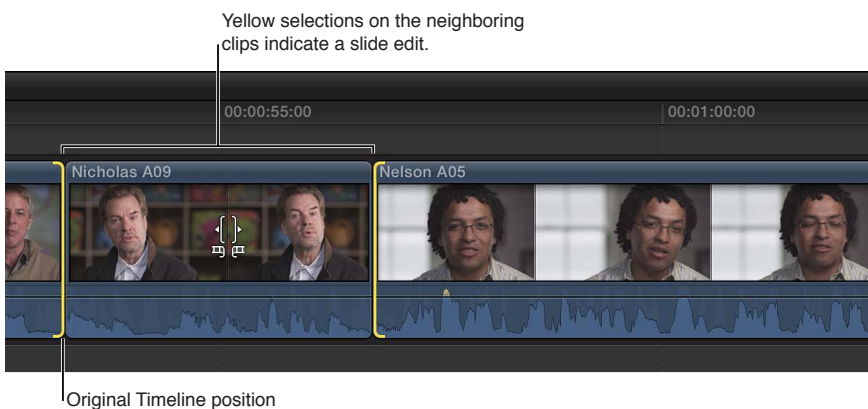 Yellow selections on the neighboring
clips indicate a slide edit.
00:00:55:00
00:01:00:00
Nicholas A09
Nelson A05
Original Timeline position